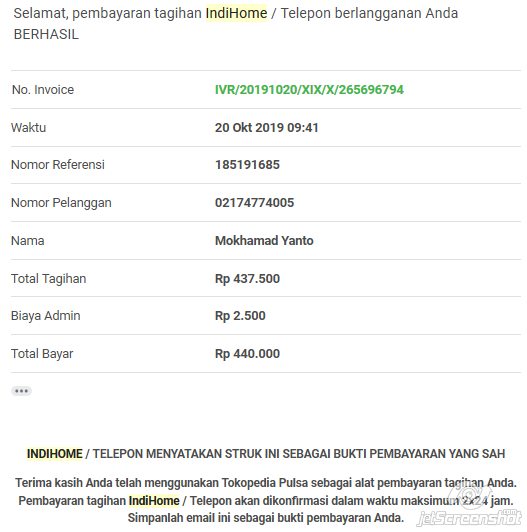 Selamat, pembayaran tagihan IndiHome / Telepon berlangganan Anda
BERHASIL
No. Invoice IVR/20191020/XIX/X/265696794
Waktu 20 Okt 2019 09:41
Nomor Referensi 185191685
Nomor Pelanggan 02174774005
Nama Mokhamad Yanto
Total Tagihan Rp 437.500
Biaya Admin Rp 2.500
Total Bayar Rp 440.000
INDIHOME / TELEPON MENYATAKAN STRUK INI SEBAGAI BUKTI PEMBAYARAN YANG SAH
Terima kasih Anda telah menggunakan Tokopedia Pulsa sebagai alat pembayaran tagihan Anda.
Pembayaran tagihan IndiHome / Telepon akan dikonfirmasi dalam waktu maksimum 2x24 jam.
Simpanlah email ini sebagai bukti pembayaran Anda.
jetScreenshot.com